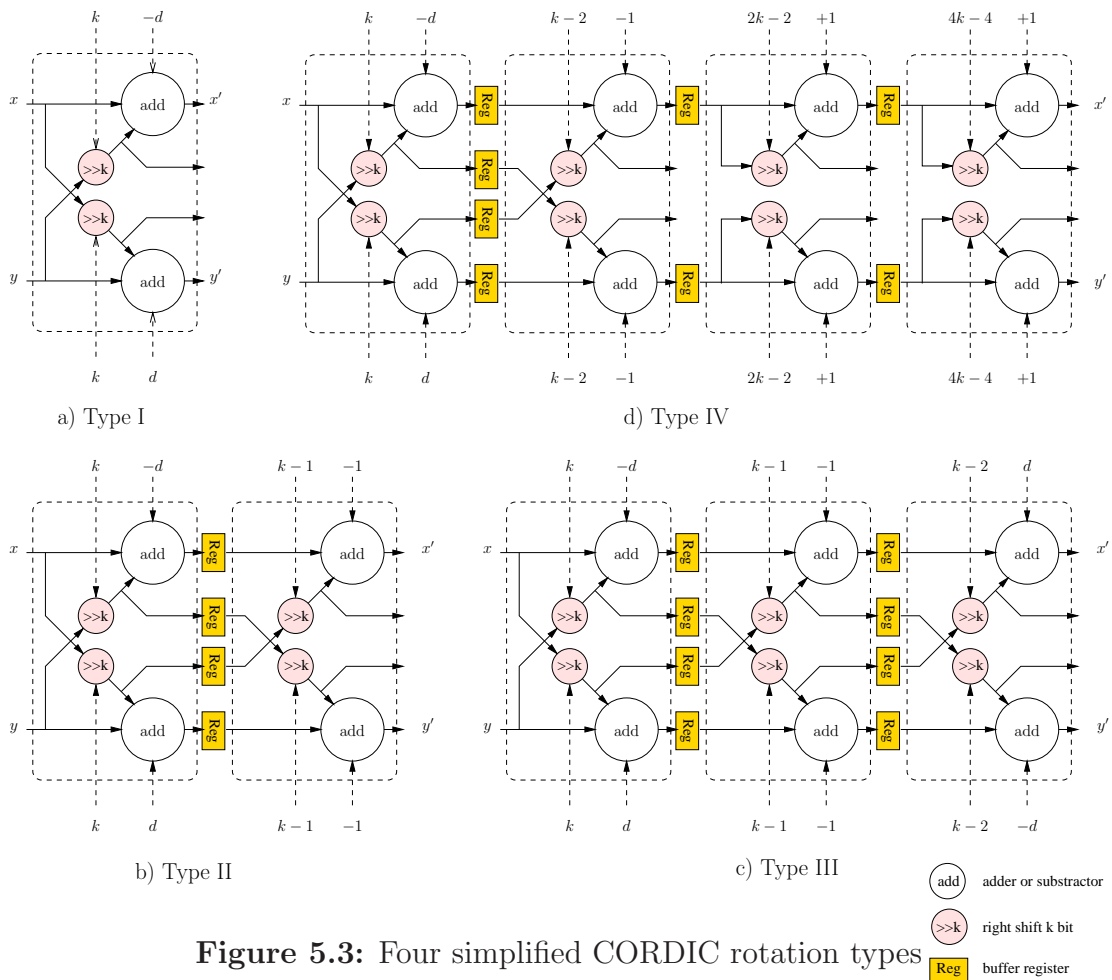 k −d k −d k−2 −1 2k−2 +1 4k−4 +1
x add x′ x add Reg add Reg add Reg add x′
>>k >>k Reg >>k >>k >>k
>>k >>k Reg >>k >>k >>k
y add y′ y add Reg add Reg add Reg add y′
k d k d k−2 −1 2k−2 +1 4k−4 +1
a) Type I d) Type IV
k −d k−1 −1 k −d k−1 −1 k−2 d
x add Reg add x′ x add Reg add Reg add x′
>>k Reg >>k >>k Reg >>k Reg >>k
>>k Reg >>k >>k Reg >>k Reg >>k
y add Reg add y′ y add Reg add Reg add y′
k d k−1 −1 k d k−1 −1 k−2 −d
b) Type II c) Type III
add adder or substractor
>>k right shift k bit
Reg buffer register
Figure 5.3: Four simplified CORDIC rotation types